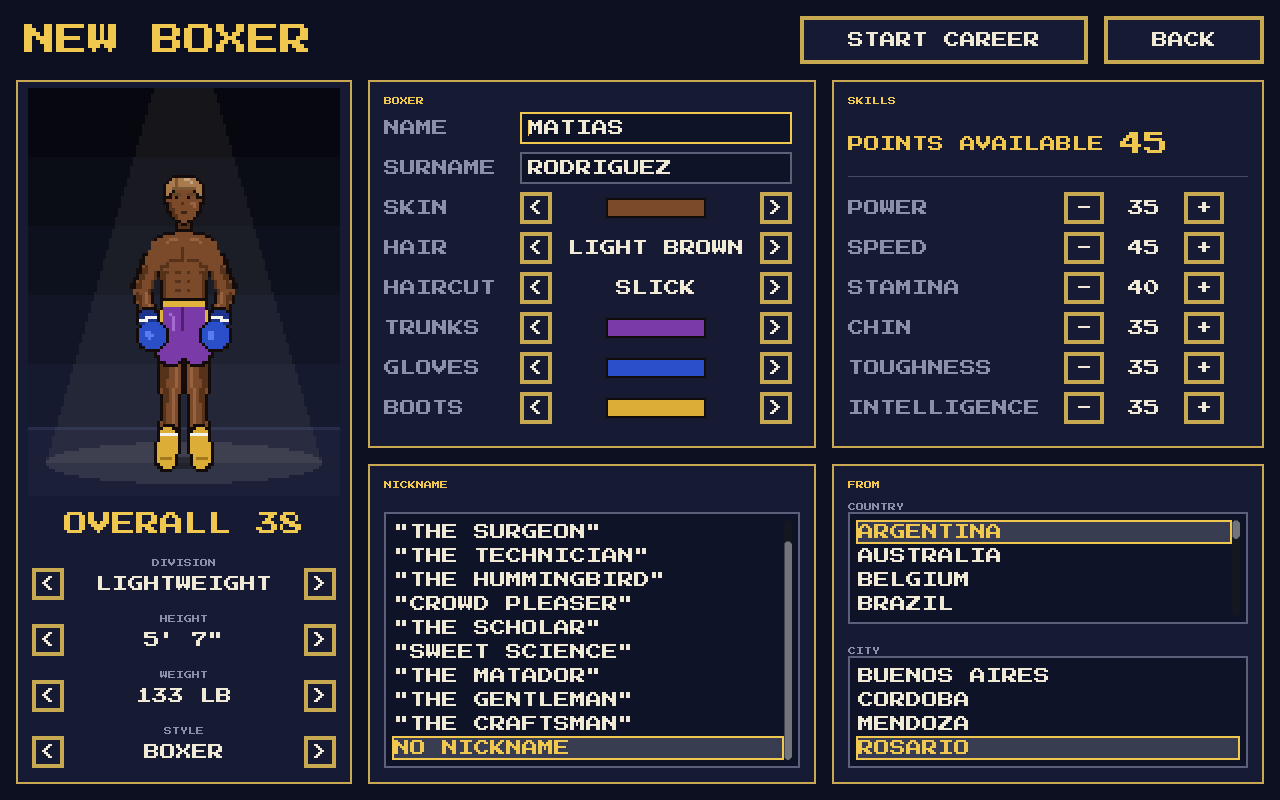 NEW BOXER
START CAREER
BACK
OVERALL 38
DIVISION
< LIGHTWEIGHT >
HEIGHT
< 5' 7" >
WEIGHT
< 133 LB >
STYLE
< BOXER >
BOXER
NAME MATIAS
SURNAME RODRIGUEZ
SKIN < >
HAIR < LIGHT BROWN >
HAIRCUT < SLICK >
TRUNKS < >
GLOVES < >
BOOTS < >
SKILLS
POINTS AVAILABLE 45
POWER - 35 +
SPEED - 45 +
STAMINA - 40 +
CHIN - 35 +
TOUGHNESS - 35 +
INTELLIGENCE - 35 +
NICKNAME
"THE SURGEON"
"THE TECHNICIAN"
"THE HUMMINGBIRD"
"CROWD PLEASER"
"THE SCHOLAR"
"SWEET SCIENCE"
"THE MATADOR"
"THE GENTLEMAN"
"THE CRAFTSMAN"
NO NICKNAME
FROM
COUNTRY
ARGENTINA
AUSTRALIA
BELGIUM
BRAZIL
CITY
BUENOS AIRES
CORDOBA
MENDOZA
ROSARIO